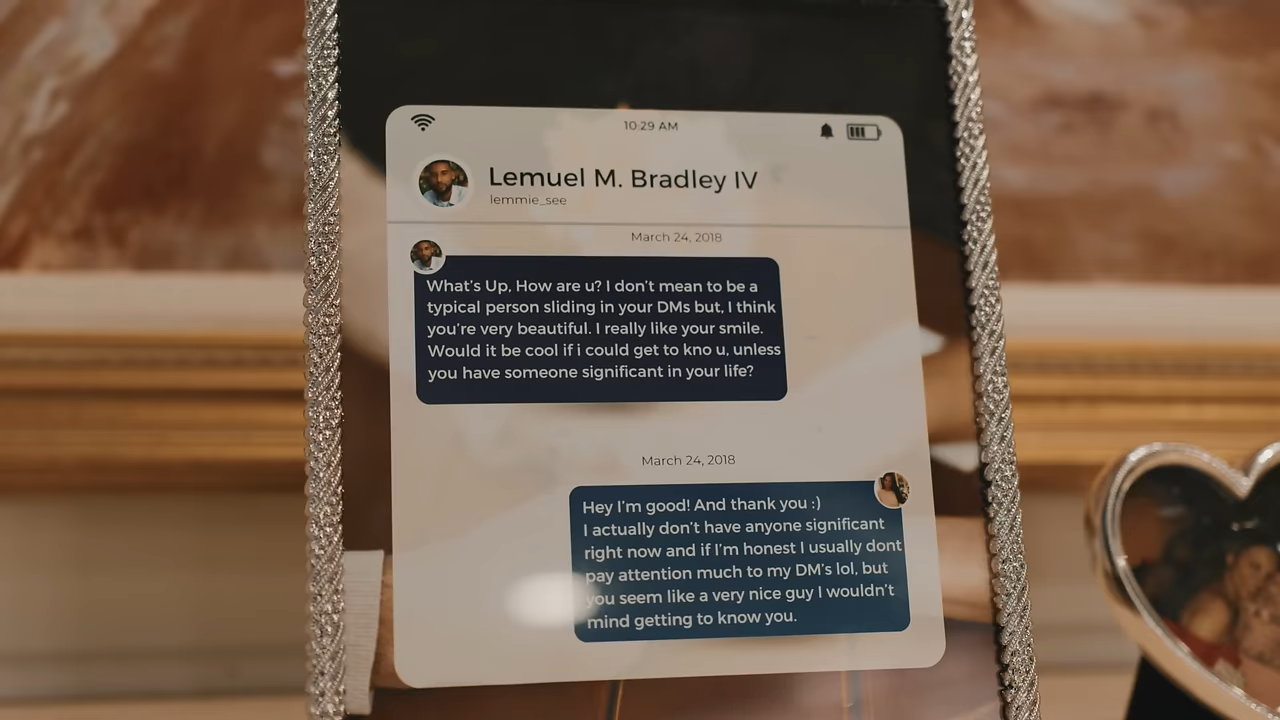 10:29 AM
Lemuel M. Bradley IV
lemmie_see
March 24, 2018
What's Up, How are u? I don't mean to be a
typical person sliding in your DMs but, I think
you're very beautiful. I really like your smile.
Would it be cool if i could get to kno u, unless
you have someone significant in your life?
March 24, 2018
Hey I'm good! And thank you :)
I actually don't have anyone significant
right now and if I'm honest I usually dont
pay attention much to my DM's lol, but
you seem like a very nice guy I wouldn't
mind getting to know you.